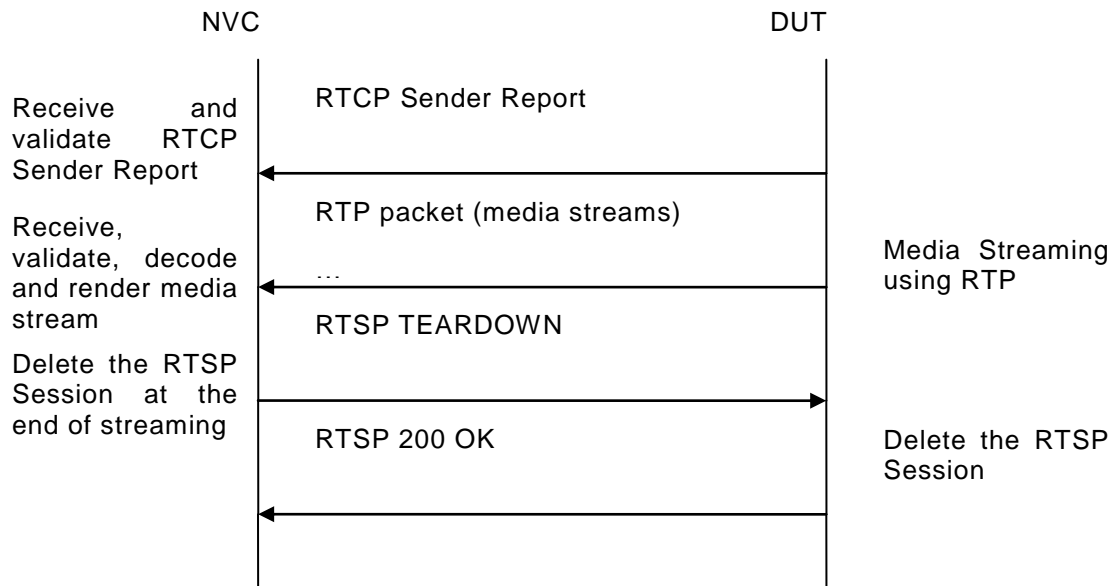 NVC DUT
RTCP Sender Report
Receive and
validate RTCP
Sender Report
RTP packet (media streams)
Receive,
validate, decode
and render media
stream
…
Media Streaming
using RTP
RTSP TEARDOWN
Delete the RTSP
Session at the
end of streaming
RTSP 200 OK
Delete the RTSP
Session